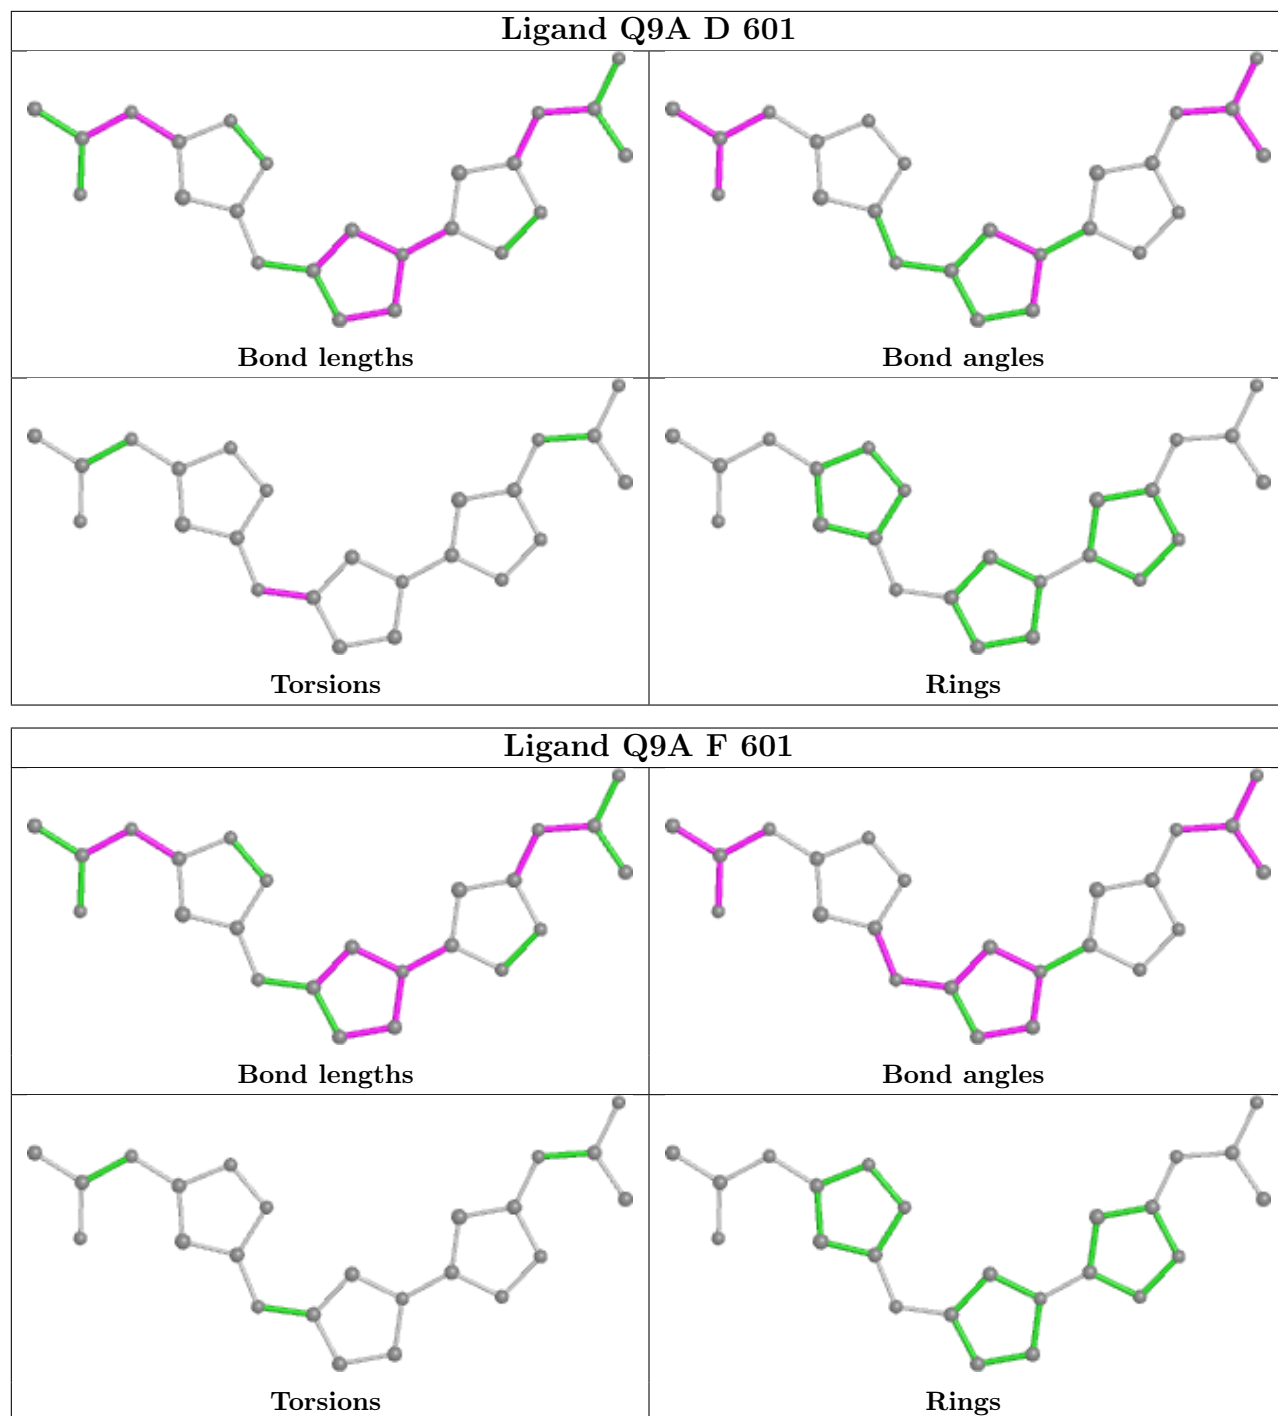 Ligand Q9A D 601
Bond lengths
Bond angles
Torsions
Rings
Ligand Q9A F 601
Bond lengths
Bond angles
Torsions
Rings